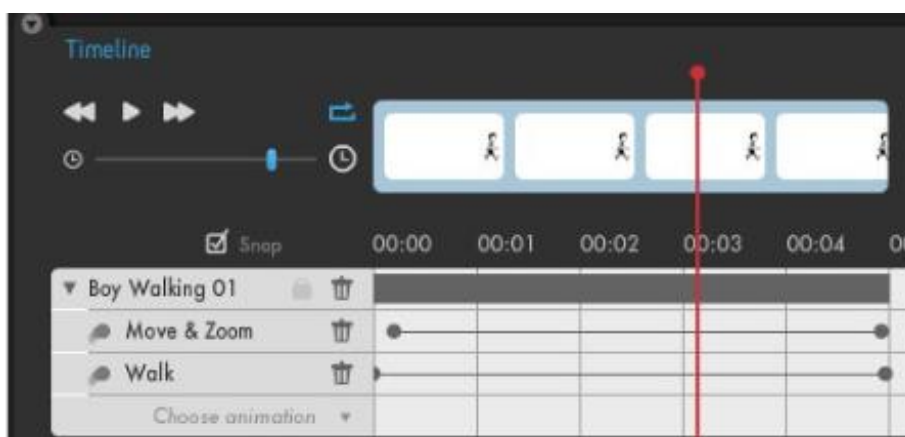 Timeline
Snap 00:00 00:01 00:02 00:03 00:04
Boy Walking 01
Move & Zoom
Walk
Choose animation